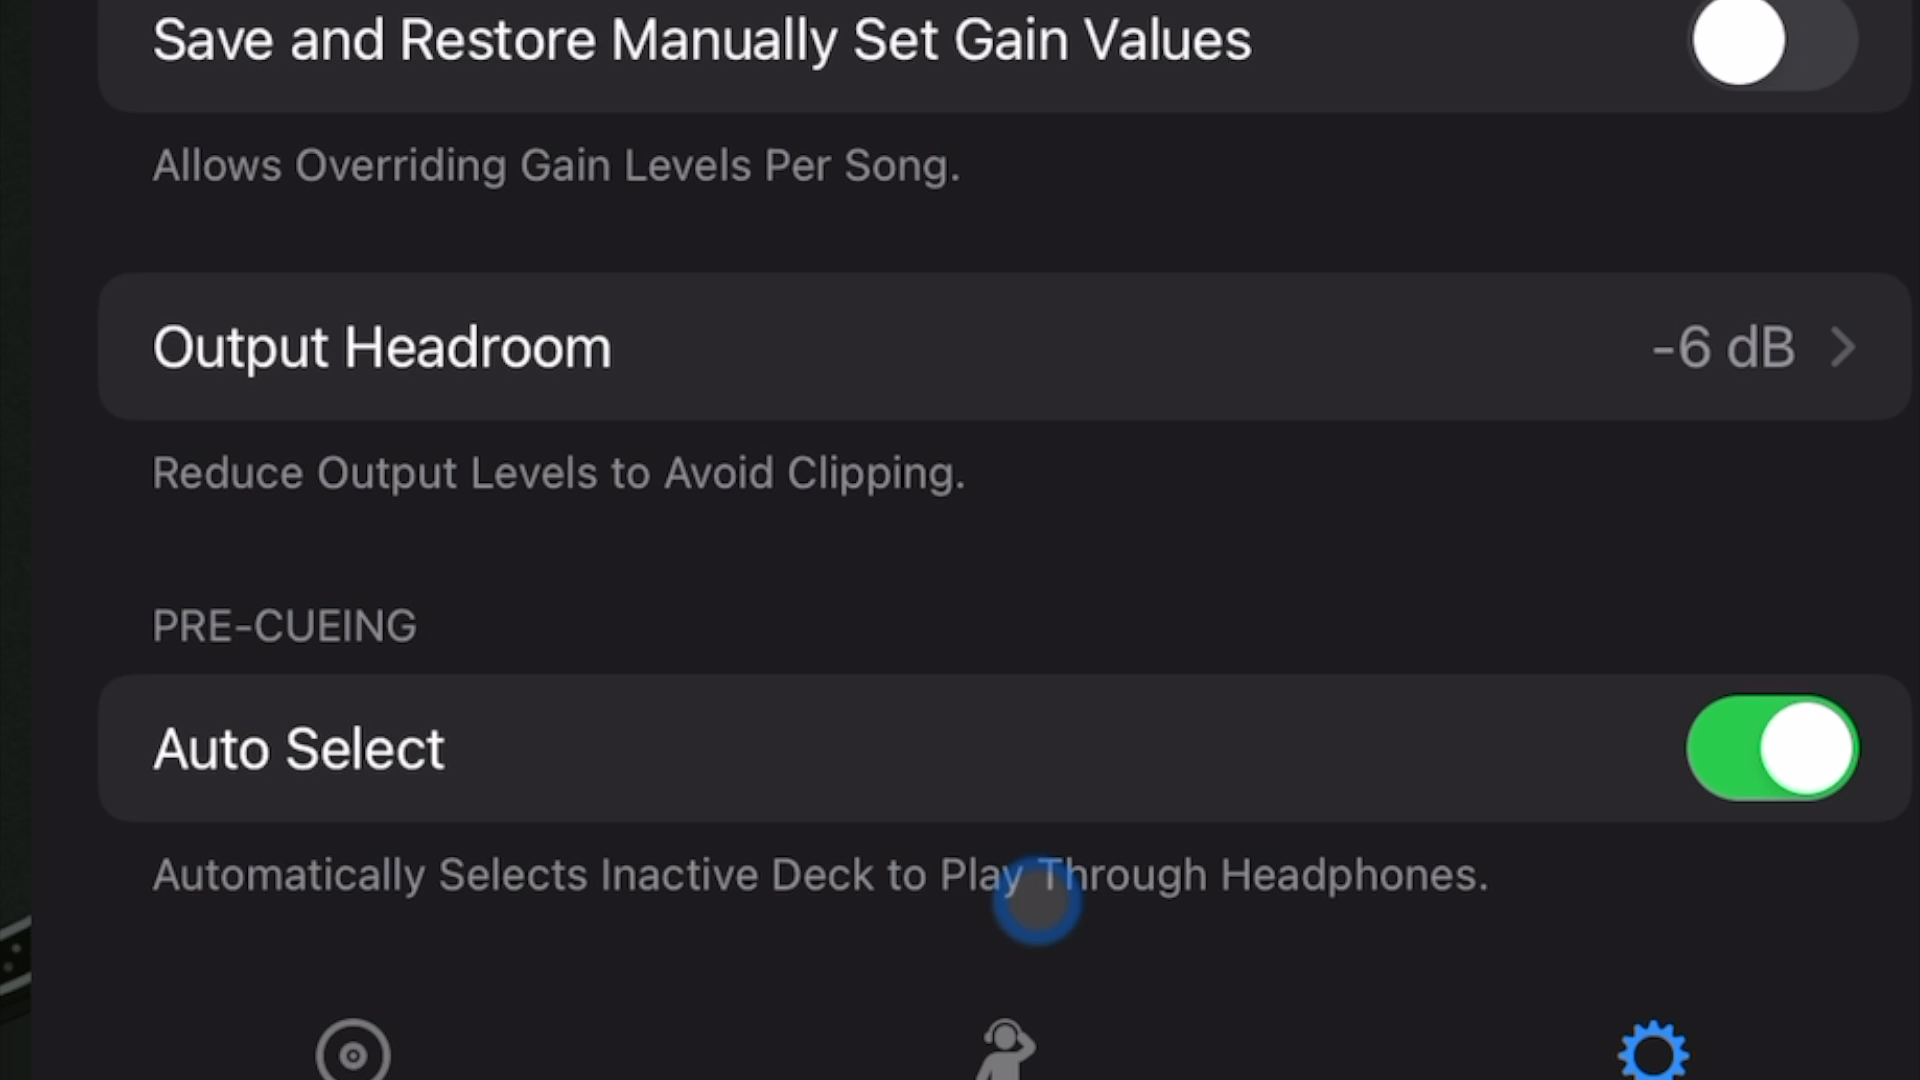 Save and Restore Manually Set Gain Values
Allows Overriding Gain Levels Per Song.
Output Headroom -6 dB
Reduce Output Levels to Avoid Clipping.
PRE-CUEING
Auto Select
Automatically Selects Inactive Deck to Play Through Headphones.